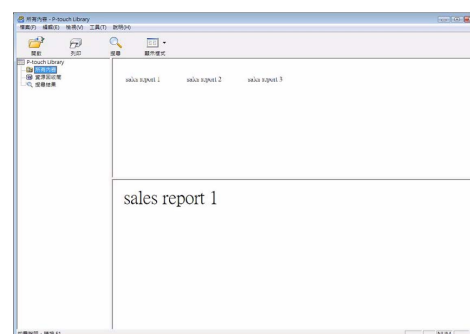 所有內容 - P-touch Library
檔案(F) 編輯(E) 檢視(V) 工具(T) 說明(H)
開啟 列印 搜尋 顯示樣式
P-touch Library
所有內容
資源回收筒
搜尋結果
sales report 1 sales report 2 sales report 3
sales report 1